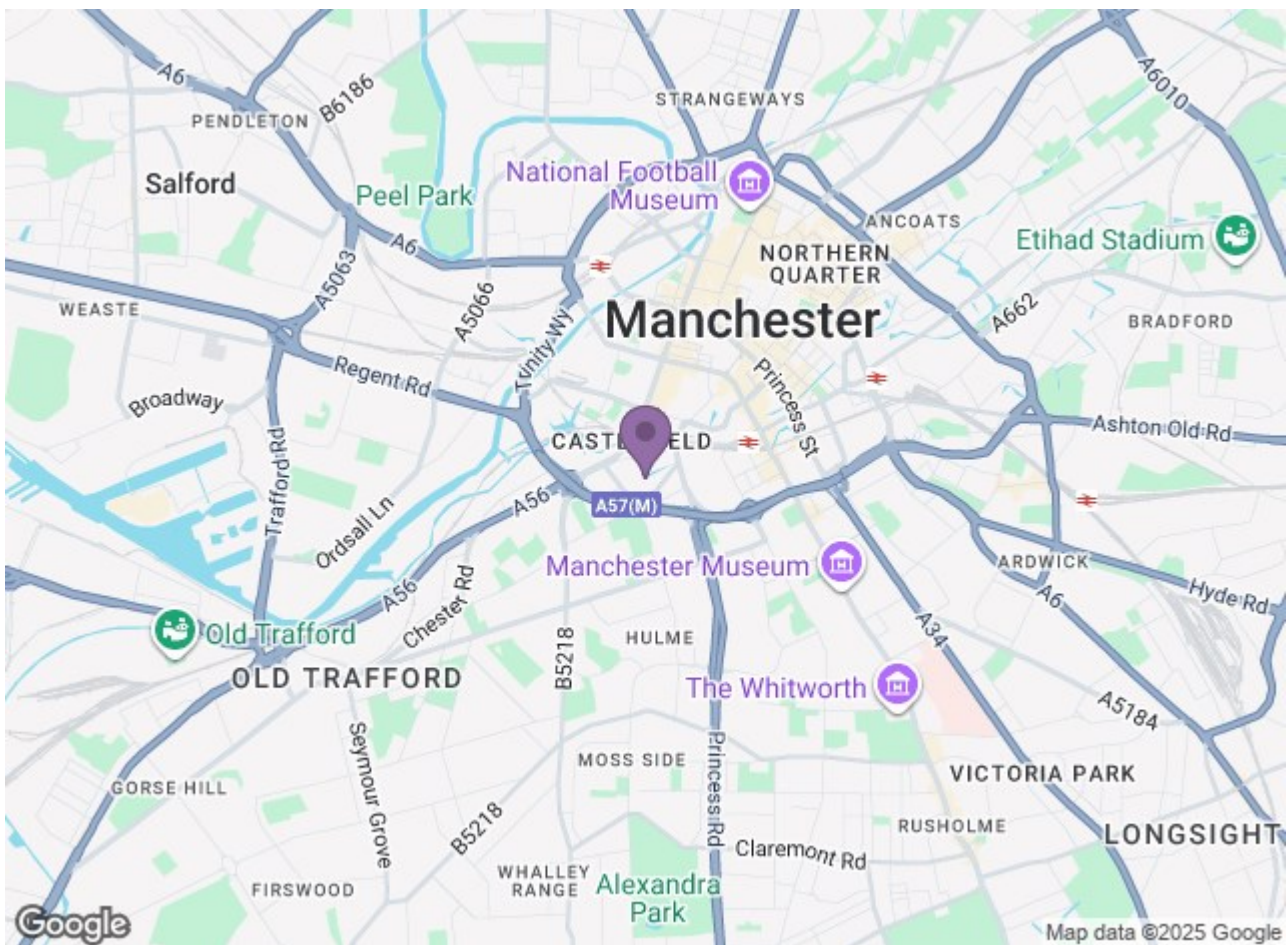 A6
B6186
PENDLETON
STRANGEWAYS
A6010
Salford
Peel Park
National Football
Museum
ANCOATS
Etihad Stadium
A6
NORTHERN
QUARTER
A5063
WEASTE
A5066
Trinity Wy
Manchester
A662
BRADFORD
Regent Rd
Princess St
Broadway
Ashton Old Rd
Trafford Rd
A56
A57(M)
Ordsall Ln
Manchester Museum
ARDWICK
Hyde Rd
A56
Chester Rd
A6
Old Trafford
HULME
A34
OLD TRAFFORD
B5218
The Whitworth
A5184
Seymour Grove
Princess Rd
MOSS SIDE
VICTORIA PARK
GORSE HILL
B5218
RUSHOLME
LONGSIGHT
Claremont Rd
WHALLEY
RANGE
FIRSWOOD
Alexandra
Park
Google
Map data ©2025 Google